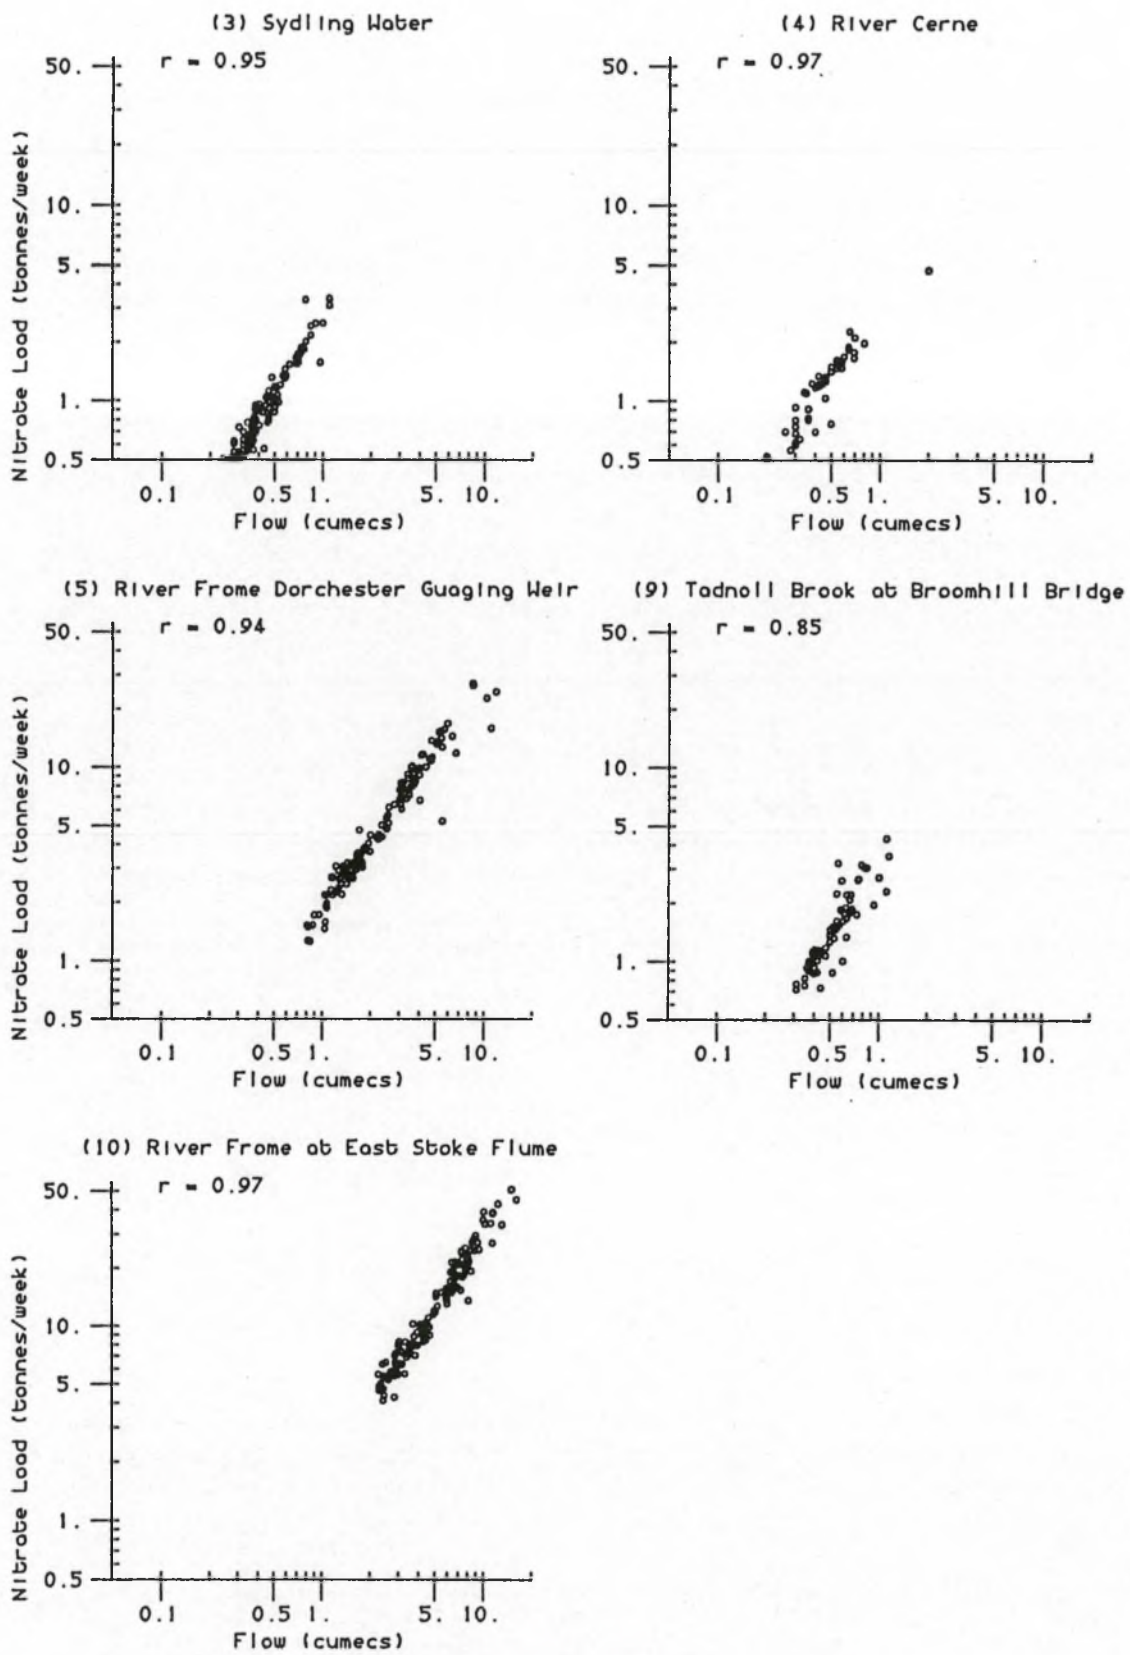 (3) Sydling Water
r = 0.95
50.
10.
5.
1.
0.5
Nitrate Load (tonnes/week)
0.1 0.5 1. 5. 10.
Flow (cumecs)
(4) River Cerne
r = 0.97
50.
10.
5.
1.
0.5
0.1 0.5 1. 5. 10.
Flow (cumecs)
(5) River Frome Dorchester Guaging Weir
r = 0.94
50.
10.
5.
1.
0.5
Nitrate Load (tonnes/week)
0.1 0.5 1. 5. 10.
Flow (cumecs)
(9) Tadnoll Brook at Broomhill Bridge
r = 0.85
50.
10.
5.
1.
0.5
0.1 0.5 1. 5. 10.
Flow (cumecs)
(10) River Frome at East Stoke Flume
r = 0.97
50.
10.
5.
1.
0.5
Nitrate Load (tonnes/week)
0.1 0.5 1. 5. 10.
Flow (cumecs)